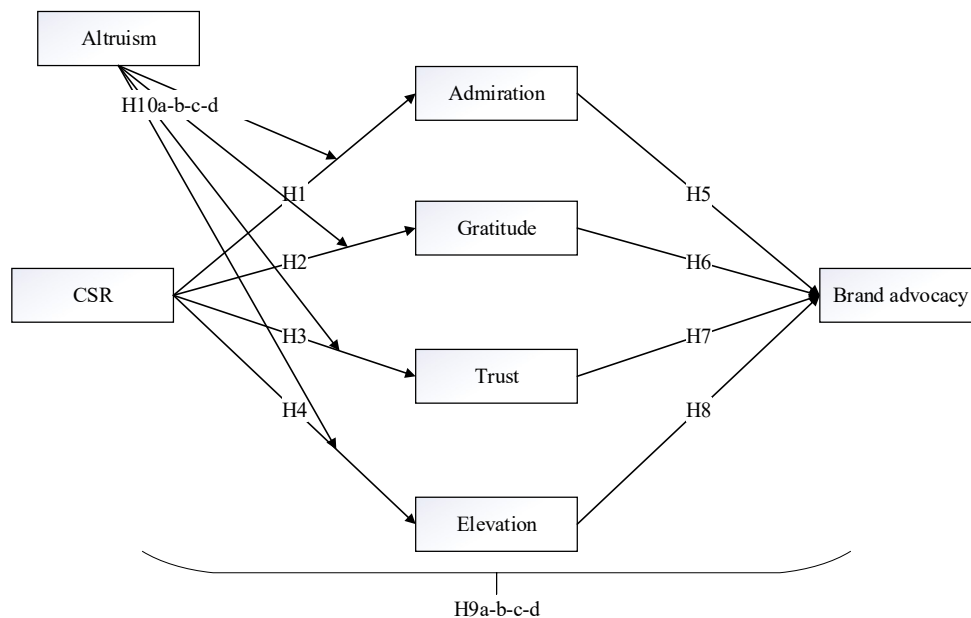 Altruism
H10a-b-c-d
Admiration
H1
H5
Gratitude
H2
H6
CSR
Brand advocacy
H3
H7
Trust
H4
H8
Elevation
H9a-b-c-d